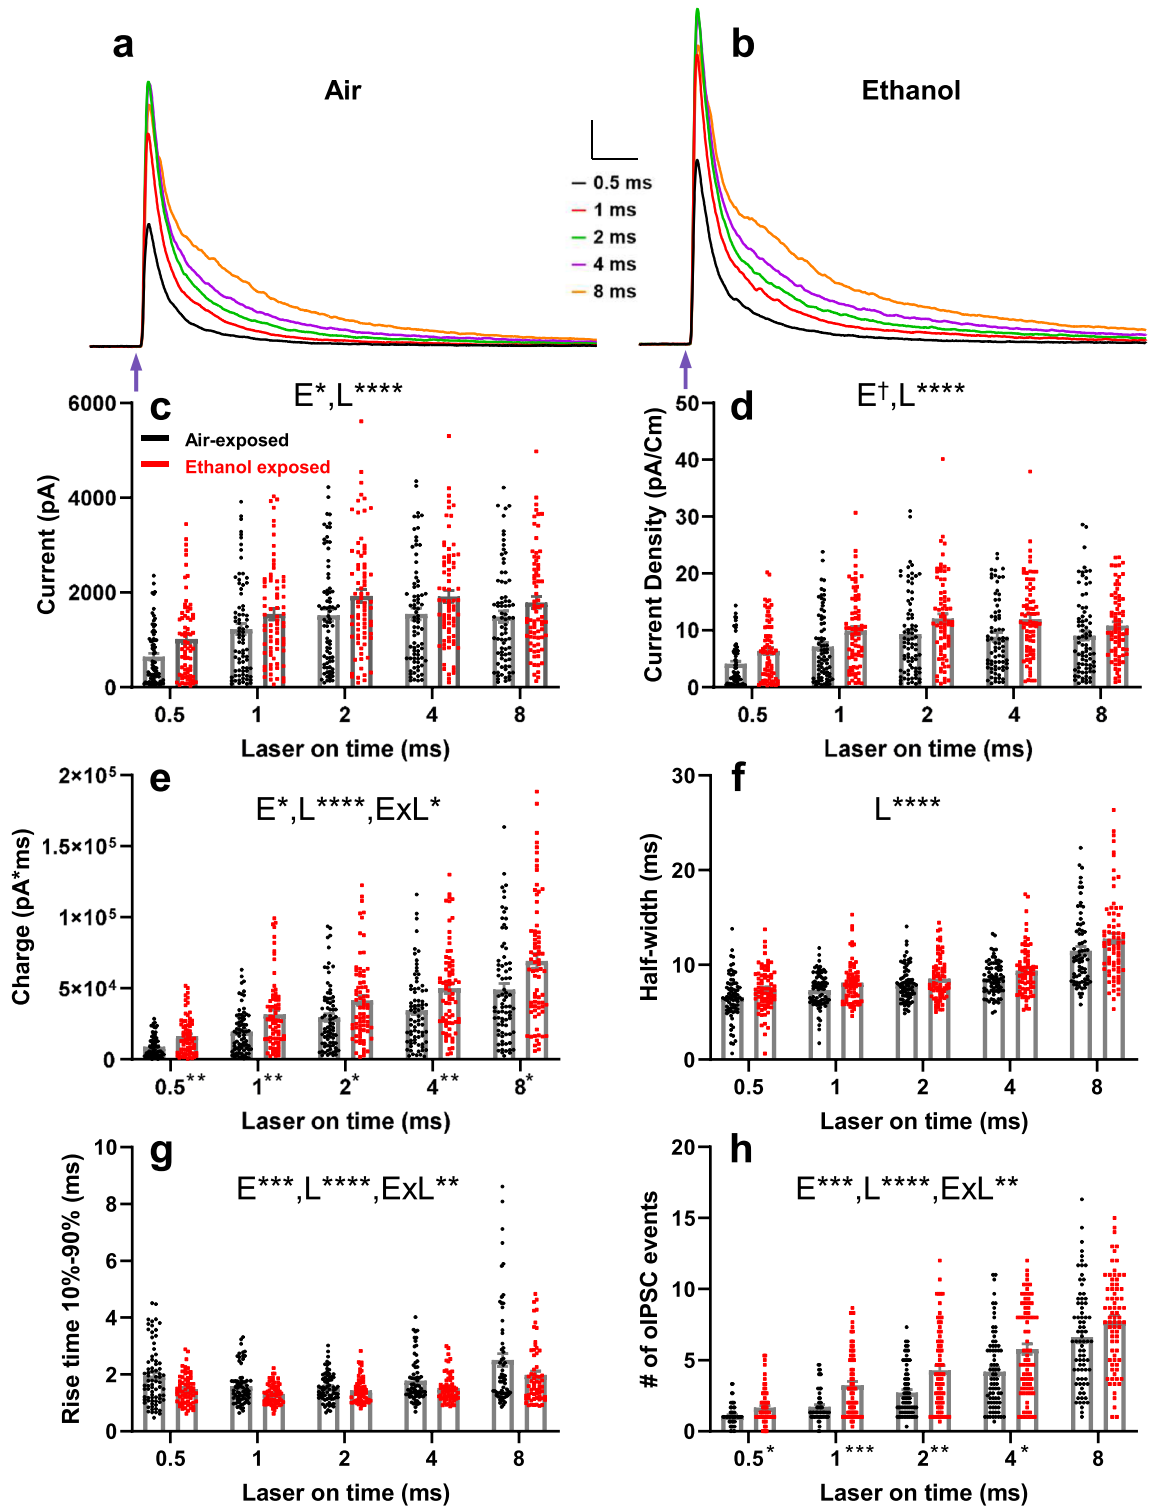 a
Air
b
Ethanol
0.5 ms
1 ms
2 ms
4 ms
8 ms
c
E*,L****
Air-exposed
Ethanol exposed
Current (pA)
6000
4000
2000
0
0.5 1 2 4 8
Laser on time (ms)
d
E†,L****
Current Density (pA/Cm)
50
40
30
20
10
0
0.5 1 2 4 8
Laser on time (ms)
e
E*,L****,ExL*
Charge (pA*ms)
2×10⁵
1.5×10⁵
1×10⁵
5×10⁴
0
0.5** 1** 2* 4** 8*
Laser on time (ms)
f
L****
Half-width (ms)
30
20
10
0
0.5 1 2 4 8
Laser on time (ms)
g
E***,L****,ExL**
Rise time 10%-90% (ms)
10
8
6
4
2
0
0.5 1 2 4 8
Laser on time (ms)
h
E***,L****,ExL**
# of oIPSC events
20
15
10
5
0
0.5* 1*** 2** 4* 8
Laser on time (ms)